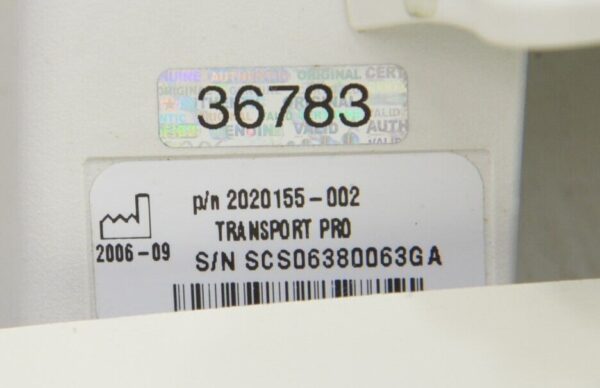 36783
p/n 2020155-002
TRANSPORT PRO
2006-09
S/N SCS06380063GA